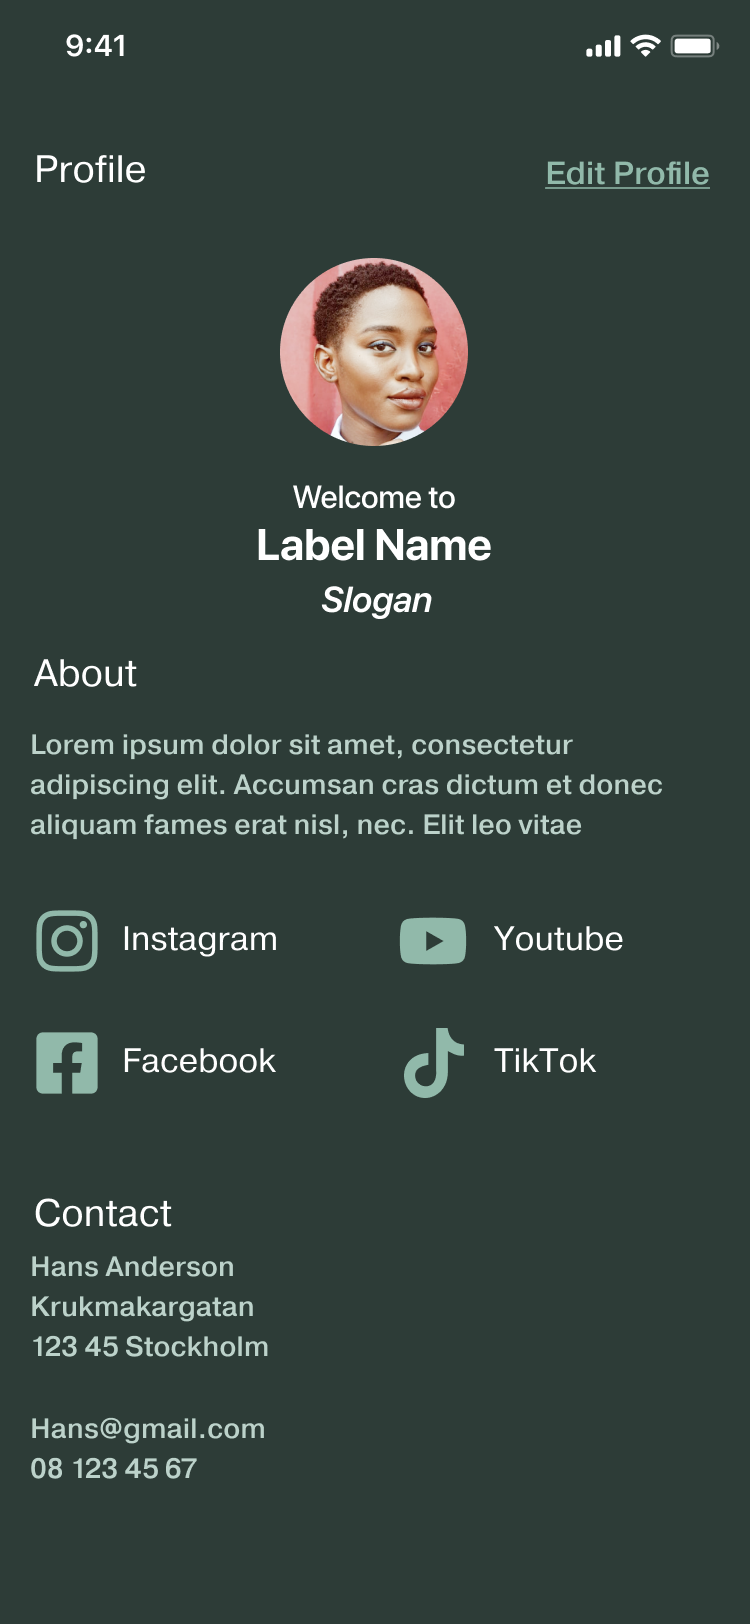 9:41
Profile
Edit Profile
Welcome to
Label Name
Slogan
About
Lorem ipsum dolor sit amet, consectetur
adipiscing elit. Accumsan cras dictum et donec
aliquam fames erat nisl, nec. Elit leo vitae
Instagram
Youtube
Facebook
TikTok
Contact
Hans Anderson
Krukmakargatan
123 45 Stockholm
Hans@gmail.com
08 123 45 67